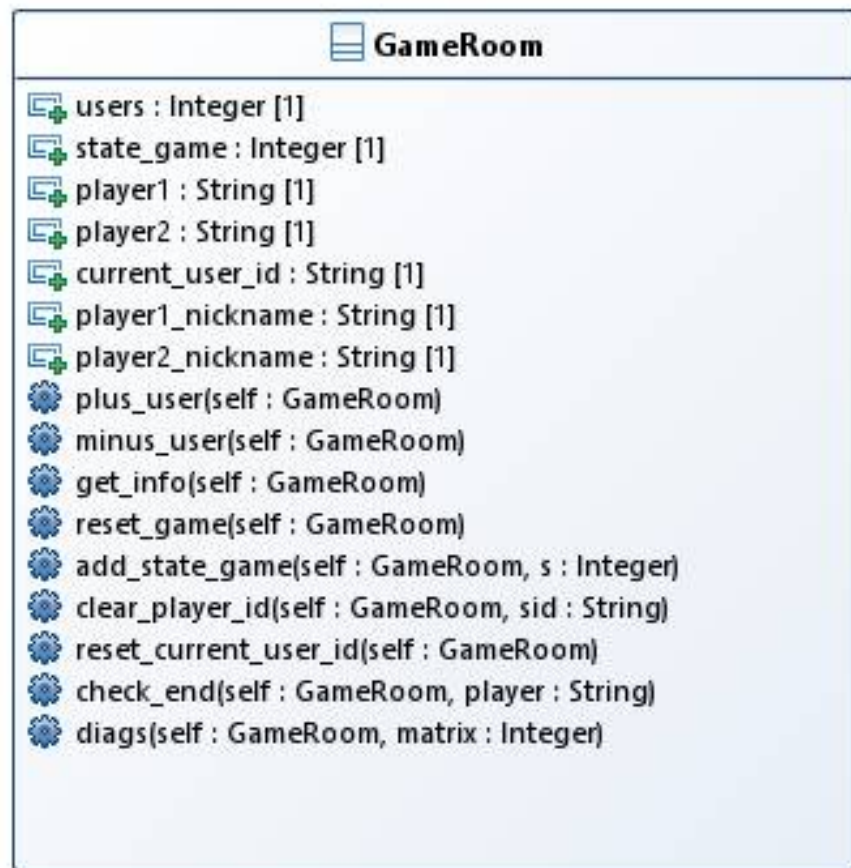 GameRoom
users : Integer [1]
state_game : Integer [1]
player1 : String [1]
player2 : String [1]
current_user_id : String [1]
player1_nickname : String [1]
player2_nickname : String [1]
plus_user(self : GameRoom)
minus_user(self : GameRoom)
get_info(self : GameRoom)
reset_game(self : GameRoom)
add_state_game(self : GameRoom, s : Integer)
clear_player_id(self : GameRoom, sid : String)
reset_current_user_id(self : GameRoom)
check_end(self : GameRoom, player : String)
diags(self : GameRoom, matrix : Integer)